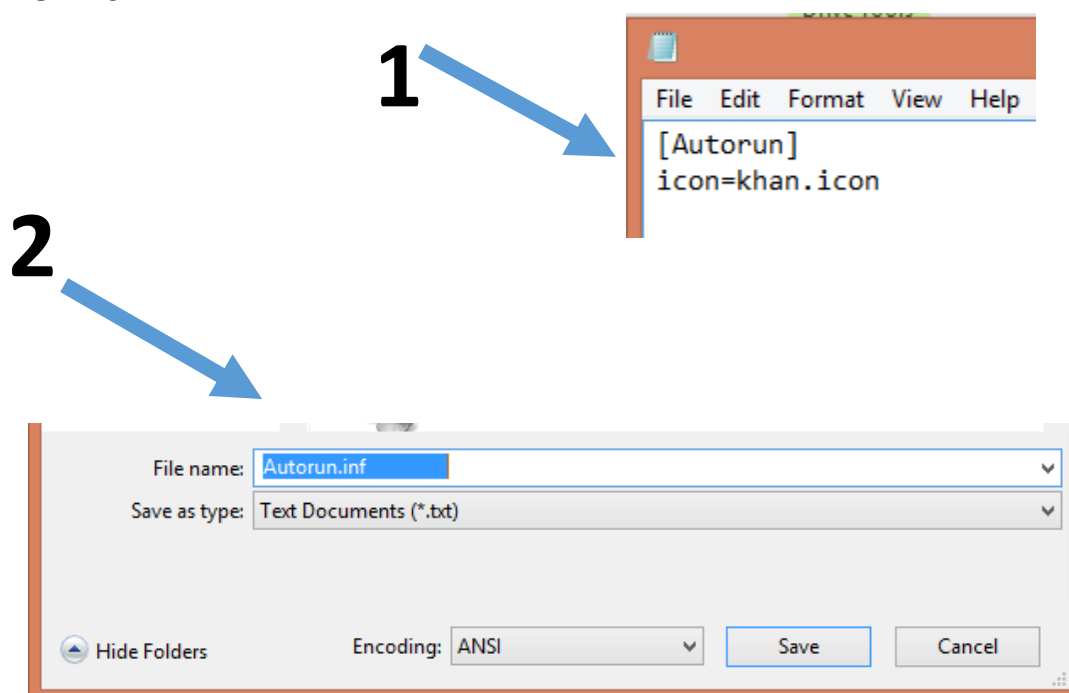 1
File Edit Format View Help
[Autorun]
icon=khan.icon
2
File name: Autorun.inf
Save as type: Text Documents (*.txt)
Hide Folders Encoding: ANSI Save Cancel